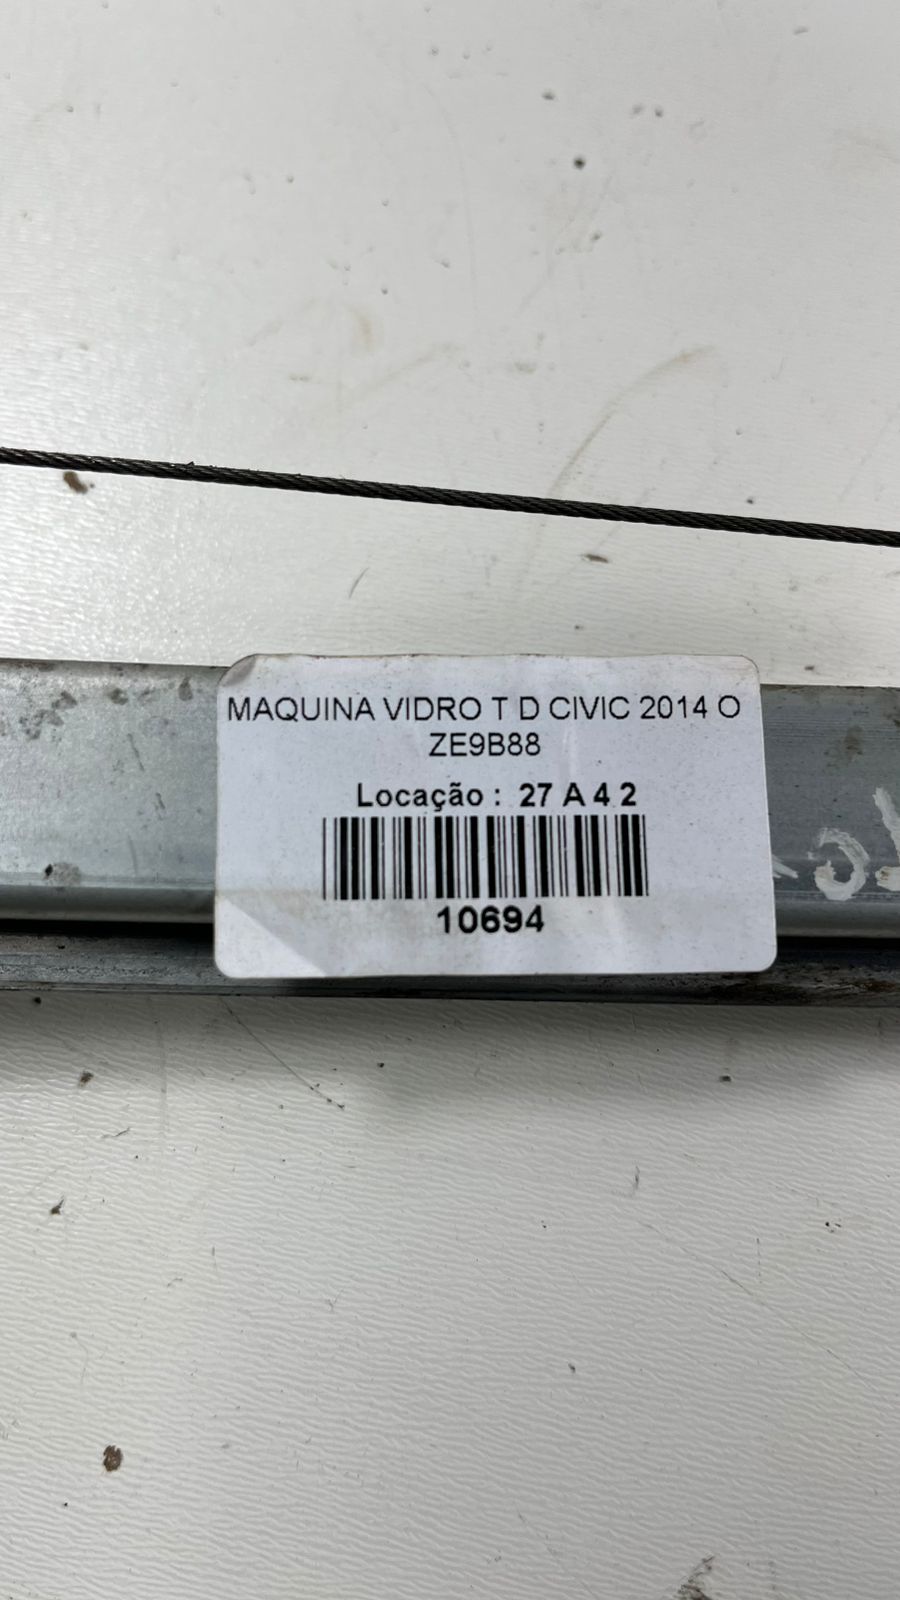 MAQUINA VIDRO T D CIVIC 2014 O
ZE9B88
Locação : 27 A 4 2
10694